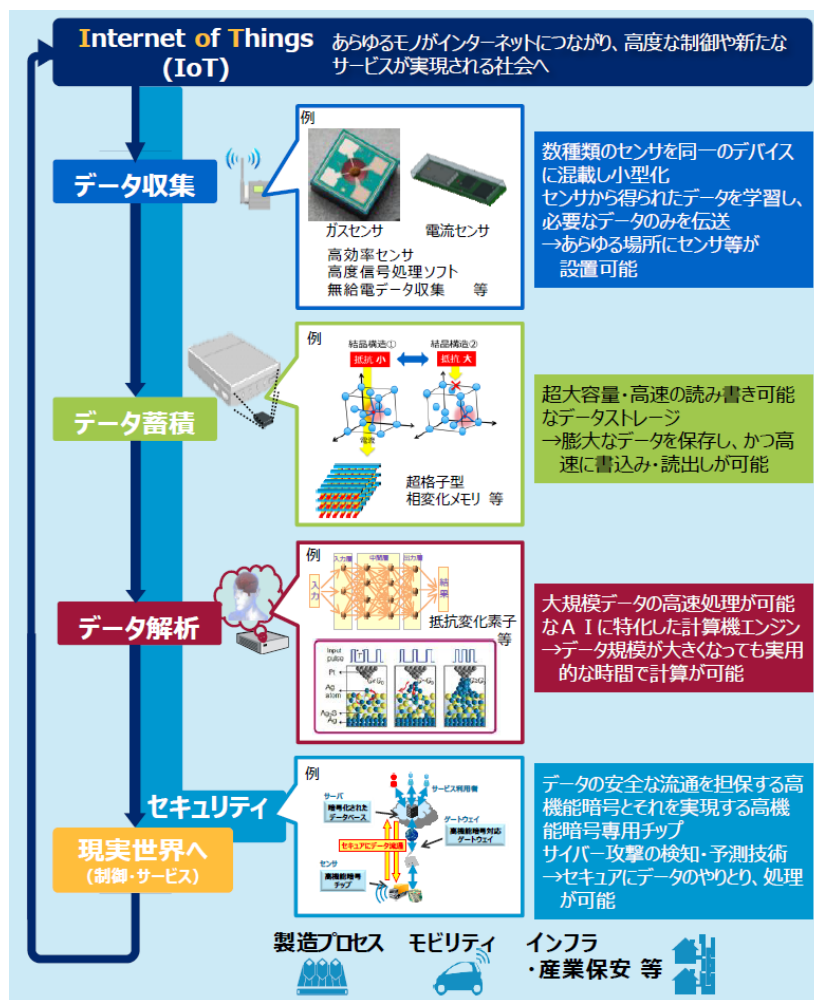 Internet of Things
(IoT)
あらゆるモノがインターネットにつながり、高度な制御や新たな
サービスが実現される社会へ
データ収集
例
ガスセンサ
電流センサ
高効率センサ
高度信号処理ソフト
無給電データ収集 等
数種類のセンサを同一のデバイス
に混載し小型化
センサから得られたデータを学習し、
必要なデータのみを伝送
→あらゆる場所にセンサ等が
設置可能
データ蓄積
例
結晶構造①
結晶構造②
抵抗 小
抵抗 大
電流
超格子型
相変化メモリ 等
超大容量・高速の読み書き可能
なデータストレージ
→膨大なデータを保存し、かつ高
速に書込み・読出しが可能
データ解析
例
入力層
中間層
出力層
入力
結果
抵抗変化素子
等
Input
pulse
Pt
Ag
atom
Ag₂S
Ag
大規模データの高速処理が可能
なＡＩに特化した計算機エンジン
→データ規模が大きくなっても実用
的な時間で計算が可能
セキュリティ
例
サービス利用者
サーバ
暗号化された
データベース
ゲートウェイ
高機能暗号対応
ゲートウェイ
セキュアにデータ流通
センサ
高機能暗号
チップ
データの安全な流通を担保する高
機能暗号とそれを実現する高機
能暗号専用チップ
サイバー攻撃の検知・予測技術
→セキュアにデータのやりとり、処理
が可能
現実世界へ
(制御・サービス)
製造プロセス
モビリティ
インフラ
・産業保安 等